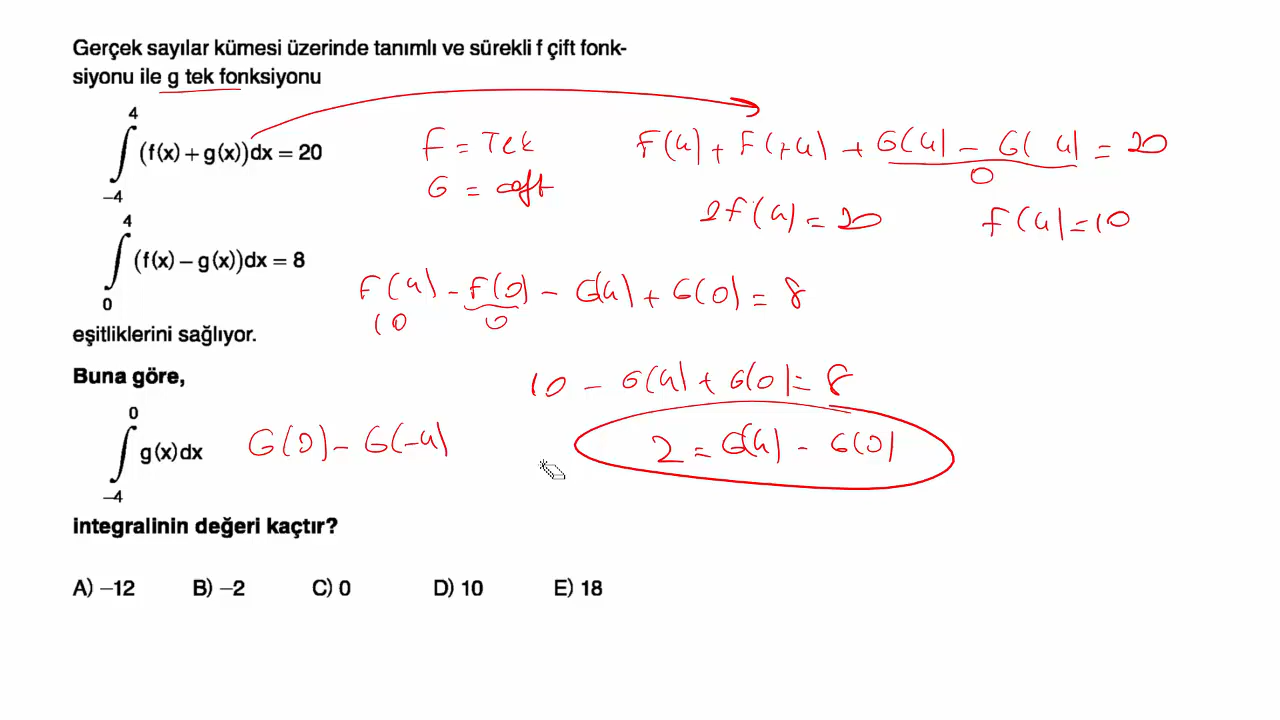 Gerçek sayılar kümesi üzerinde tanımlı ve sürekli f çift fonk-
siyonu ile g tek fonksiyonu
4
∫ (f(x) + g(x))dx = 20
−4
F = Tek
G = çift
F(4) + F(+4) + G(4) − G(4) = 20
0
2F(4) = 20
F(4) = 10
4
∫ (f(x) − g(x))dx = 8
0
F(4) − F(0) − G(4) + G(0) = 8
10 0
eşitliklerini sağlıyor.
Buna göre,
10 − G(4) + G(0) = 8
0
∫ g(x)dx
−4
G(0) − G(−4)
2 = G(4) − G(0)
integralinin değeri kaçtır?
A) −12 B) −2 C) 0 D) 10 E) 18